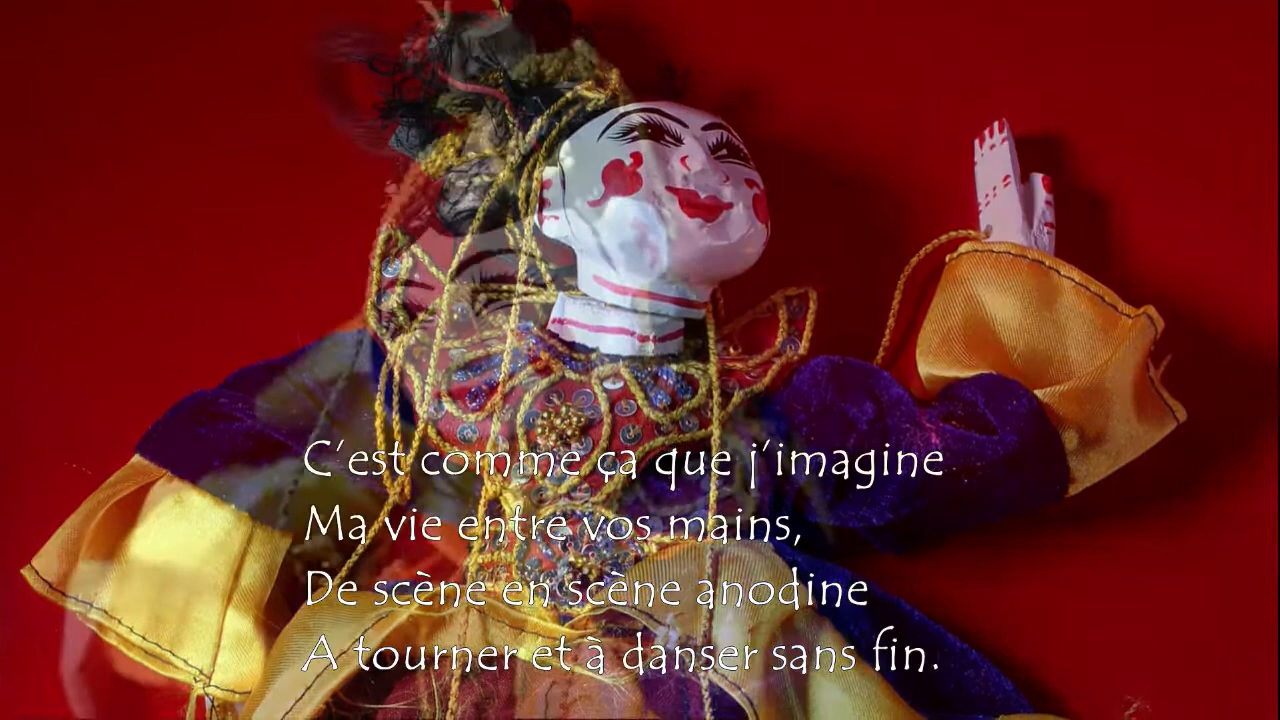 C'est comme ça que j'imagine
Ma vie entre vos mains,
De scène en scène anodine
A tourner et à danser sans fin.